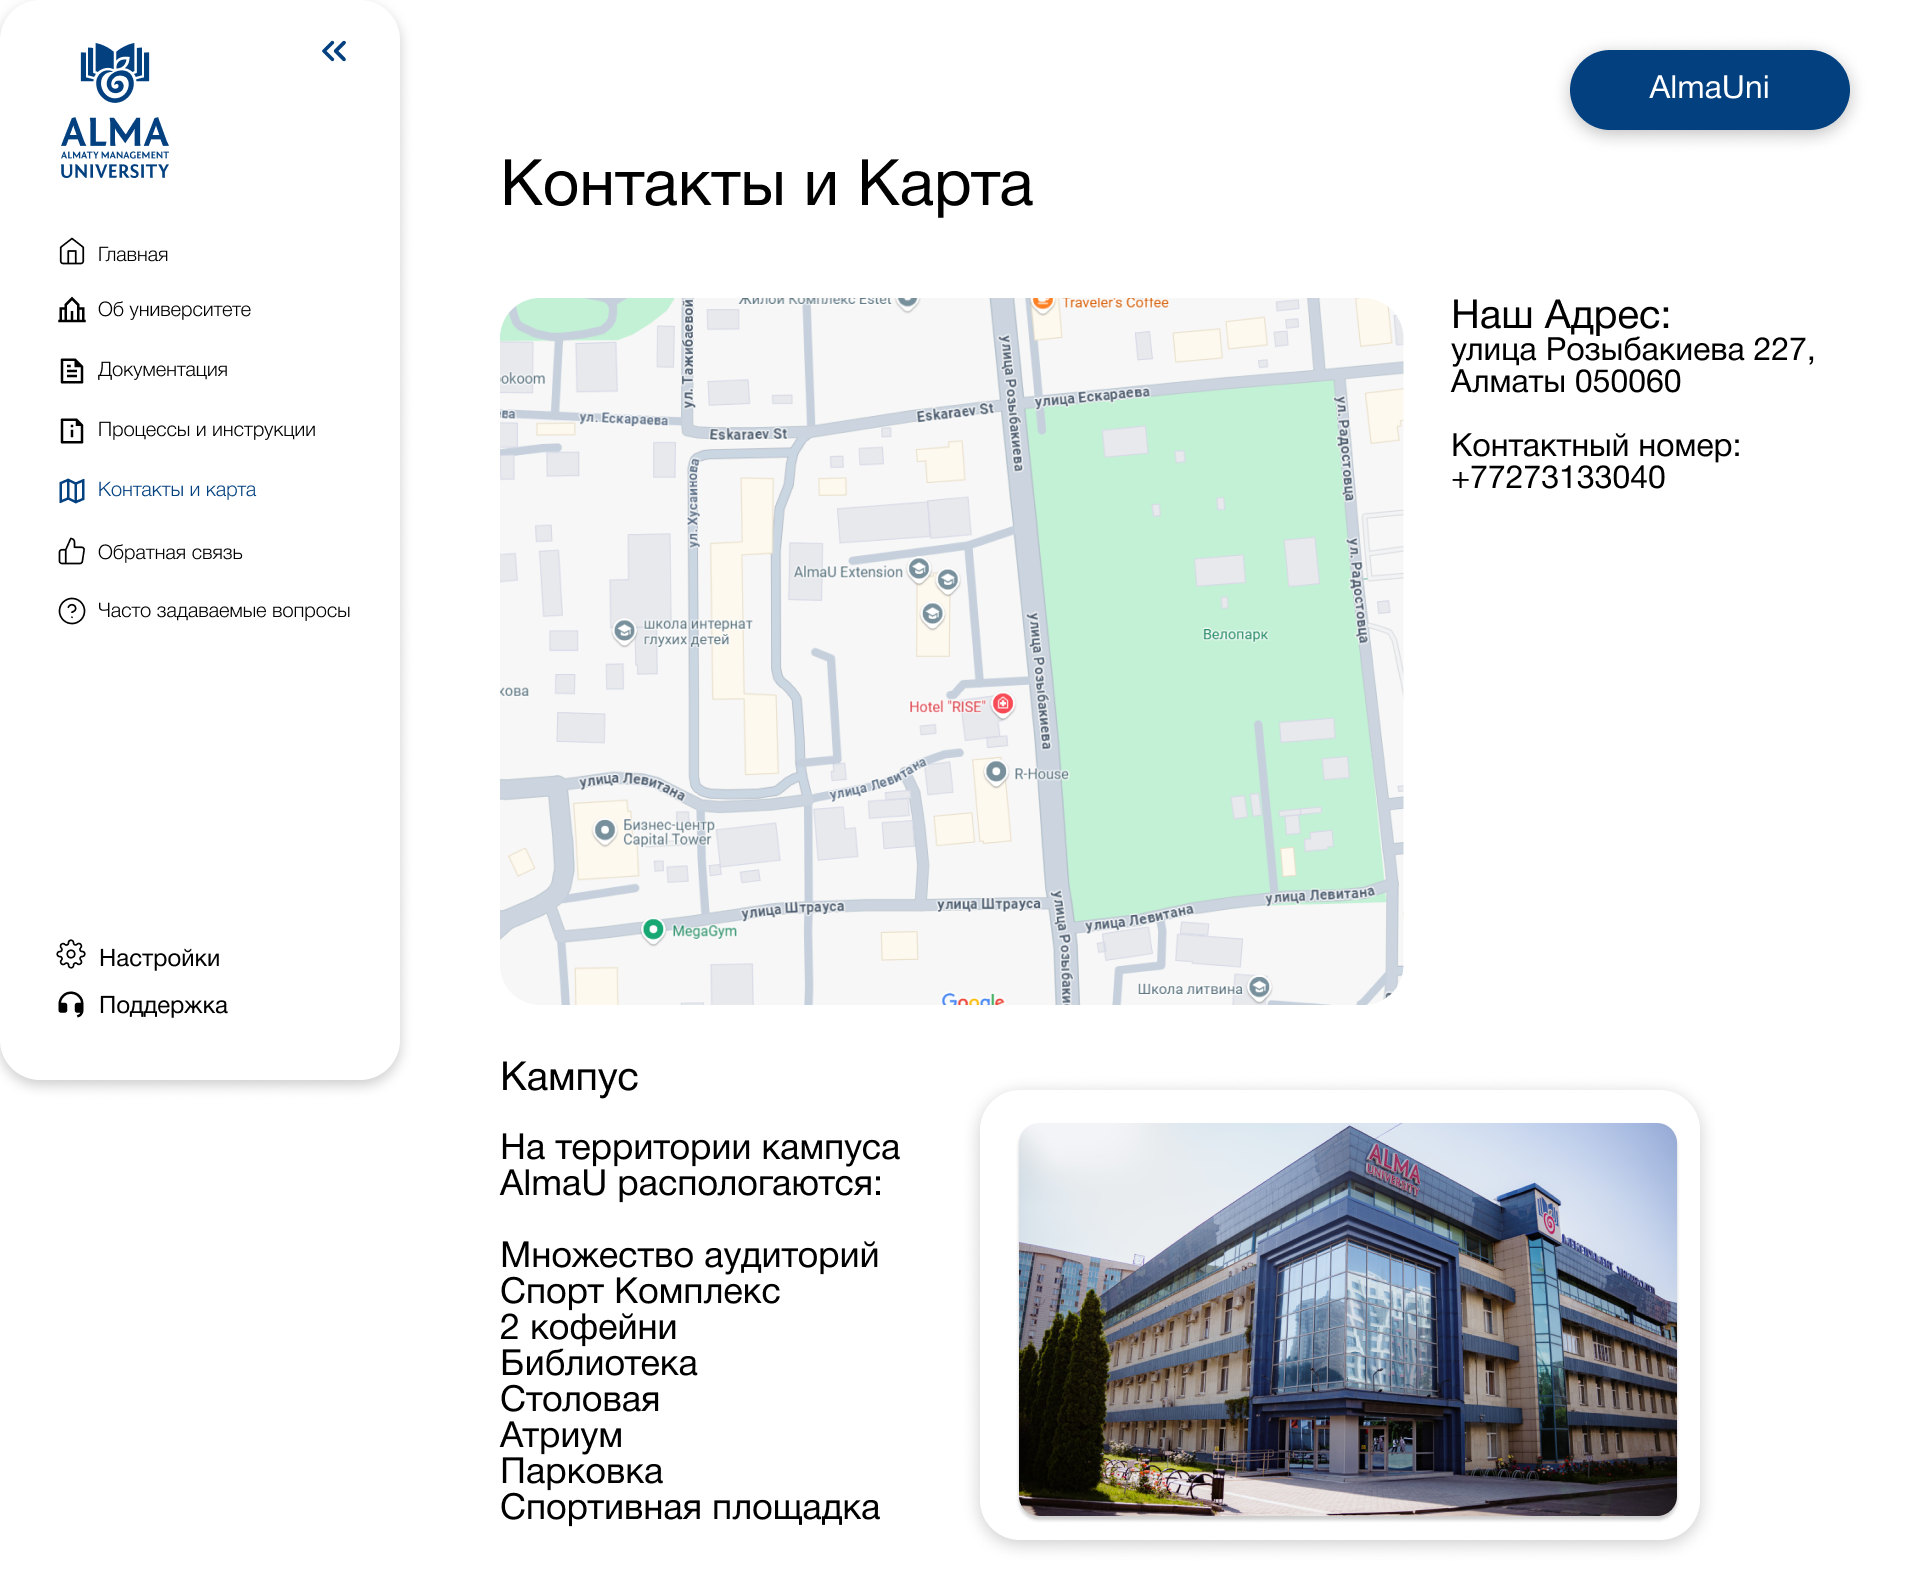 ALMA
ALMATY MANAGEMENT
UNIVERSITY
Главная
Об университете
Документация
Процессы и инструкции
Контакты и карта
Обратная связь
Часто задаваемые вопросы
Настройки
Поддержка
AlmaUni
Контакты и Карта
Жилой Комплекс Estet
Traveler's Coffee
ул. Тажибаевой
улица Розыбакиева
okoom
ва
ул. Ескараева
Eskaraev St
Eskaraev St
улица Ескараева
ул. Радостовца
ул. Хусаинова
ул. Радостовца
AlmaU Extension
школа интернат
глухих детей
улица Розыбакиева
Велопарк
кова
Hotel "RISE"
R-House
улица Левитана
улица Левитана
Бизнес-центр
Capital Tower
улица Штрауса
улица Штрауса
улица Розыбаки
улица Левитана
улица Левитана
MegaGym
Школа литвина
Google
Наш Адрес:
улица Розыбакиева 227,
Алматы 050060
Контактный номер:
+77273133040
Кампус
На территории кампуса
AlmaU распологаются:
Множество аудиторий
Спорт Комплекс
2 кофейни
Библиотека
Столовая
Атриум
Парковка
Спортивная площадка
ALMA
UNIVERSITY